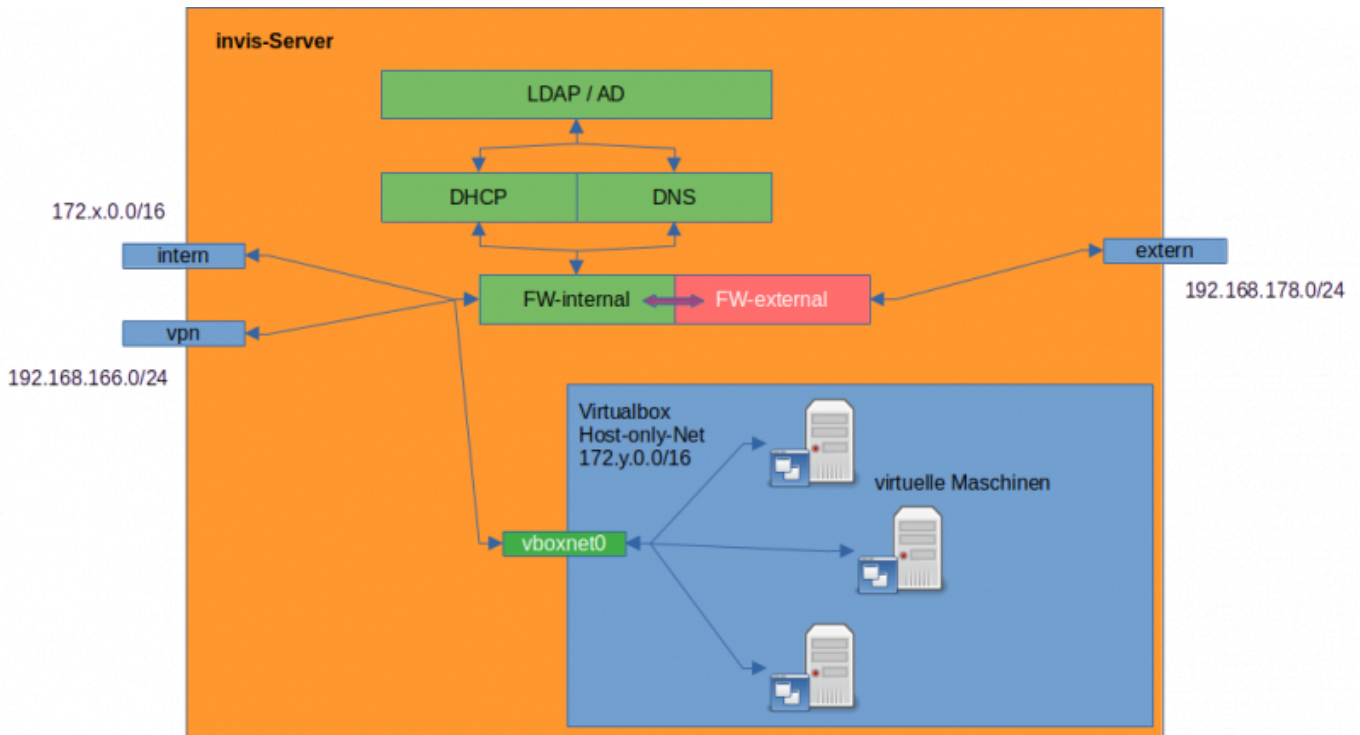 invis-Server
LDAP / AD
DHCP
DNS
172.x.0.0/16
intern
extern
FW-internal
FW-external
192.168.178.0/24
vpn
192.168.166.0/24
Virtualbox
Host-only-Net
172.y.0.0/16
virtuelle Maschinen
vboxnet0